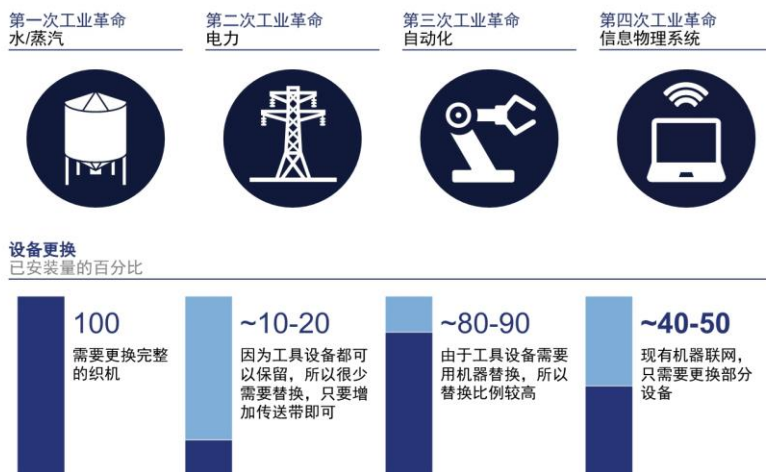 第一次工业革命
水/蒸汽
第二次工业革命
电力
第三次工业革命
自动化
第四次工业革命
信息物理系统
设备更换
已安装量的百分比
100
需要更换完整
的织机
~10-20
因为工具设备都可
以保留，所以很少
需要替换，只要增
加传送带即可
~80-90
由于工具设备需要
用机器替换，所以
替换比例较高
~40-50
现有机器联网，
只需要更换部分
设备